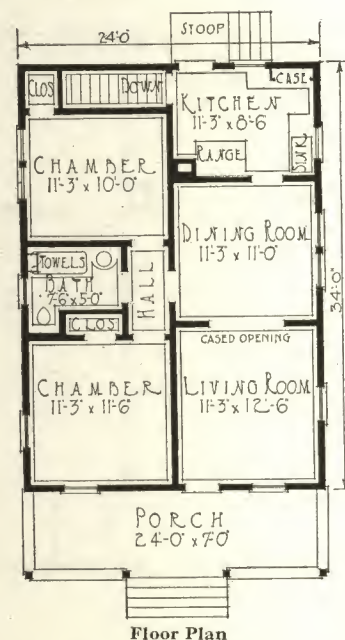 STOOP
24'-0"
CLOS
DOWN
CASE
KITCHEN
11'-3" x 8'-6"
RANGE
SINK
CHAMBER
11'-3" x 10'-0"
DINING ROOM
11'-3" x 11'-0"
TOWELS
BATH
7'-6" x 5'-0"
HALL
34'-0"
CLOS
CASED OPENING
CHAMBER
11'-3" x 11'-6"
LIVING ROOM
11'-3" x 12'-6"
PORCH
24'-0" x 7'-0"
Floor Plan